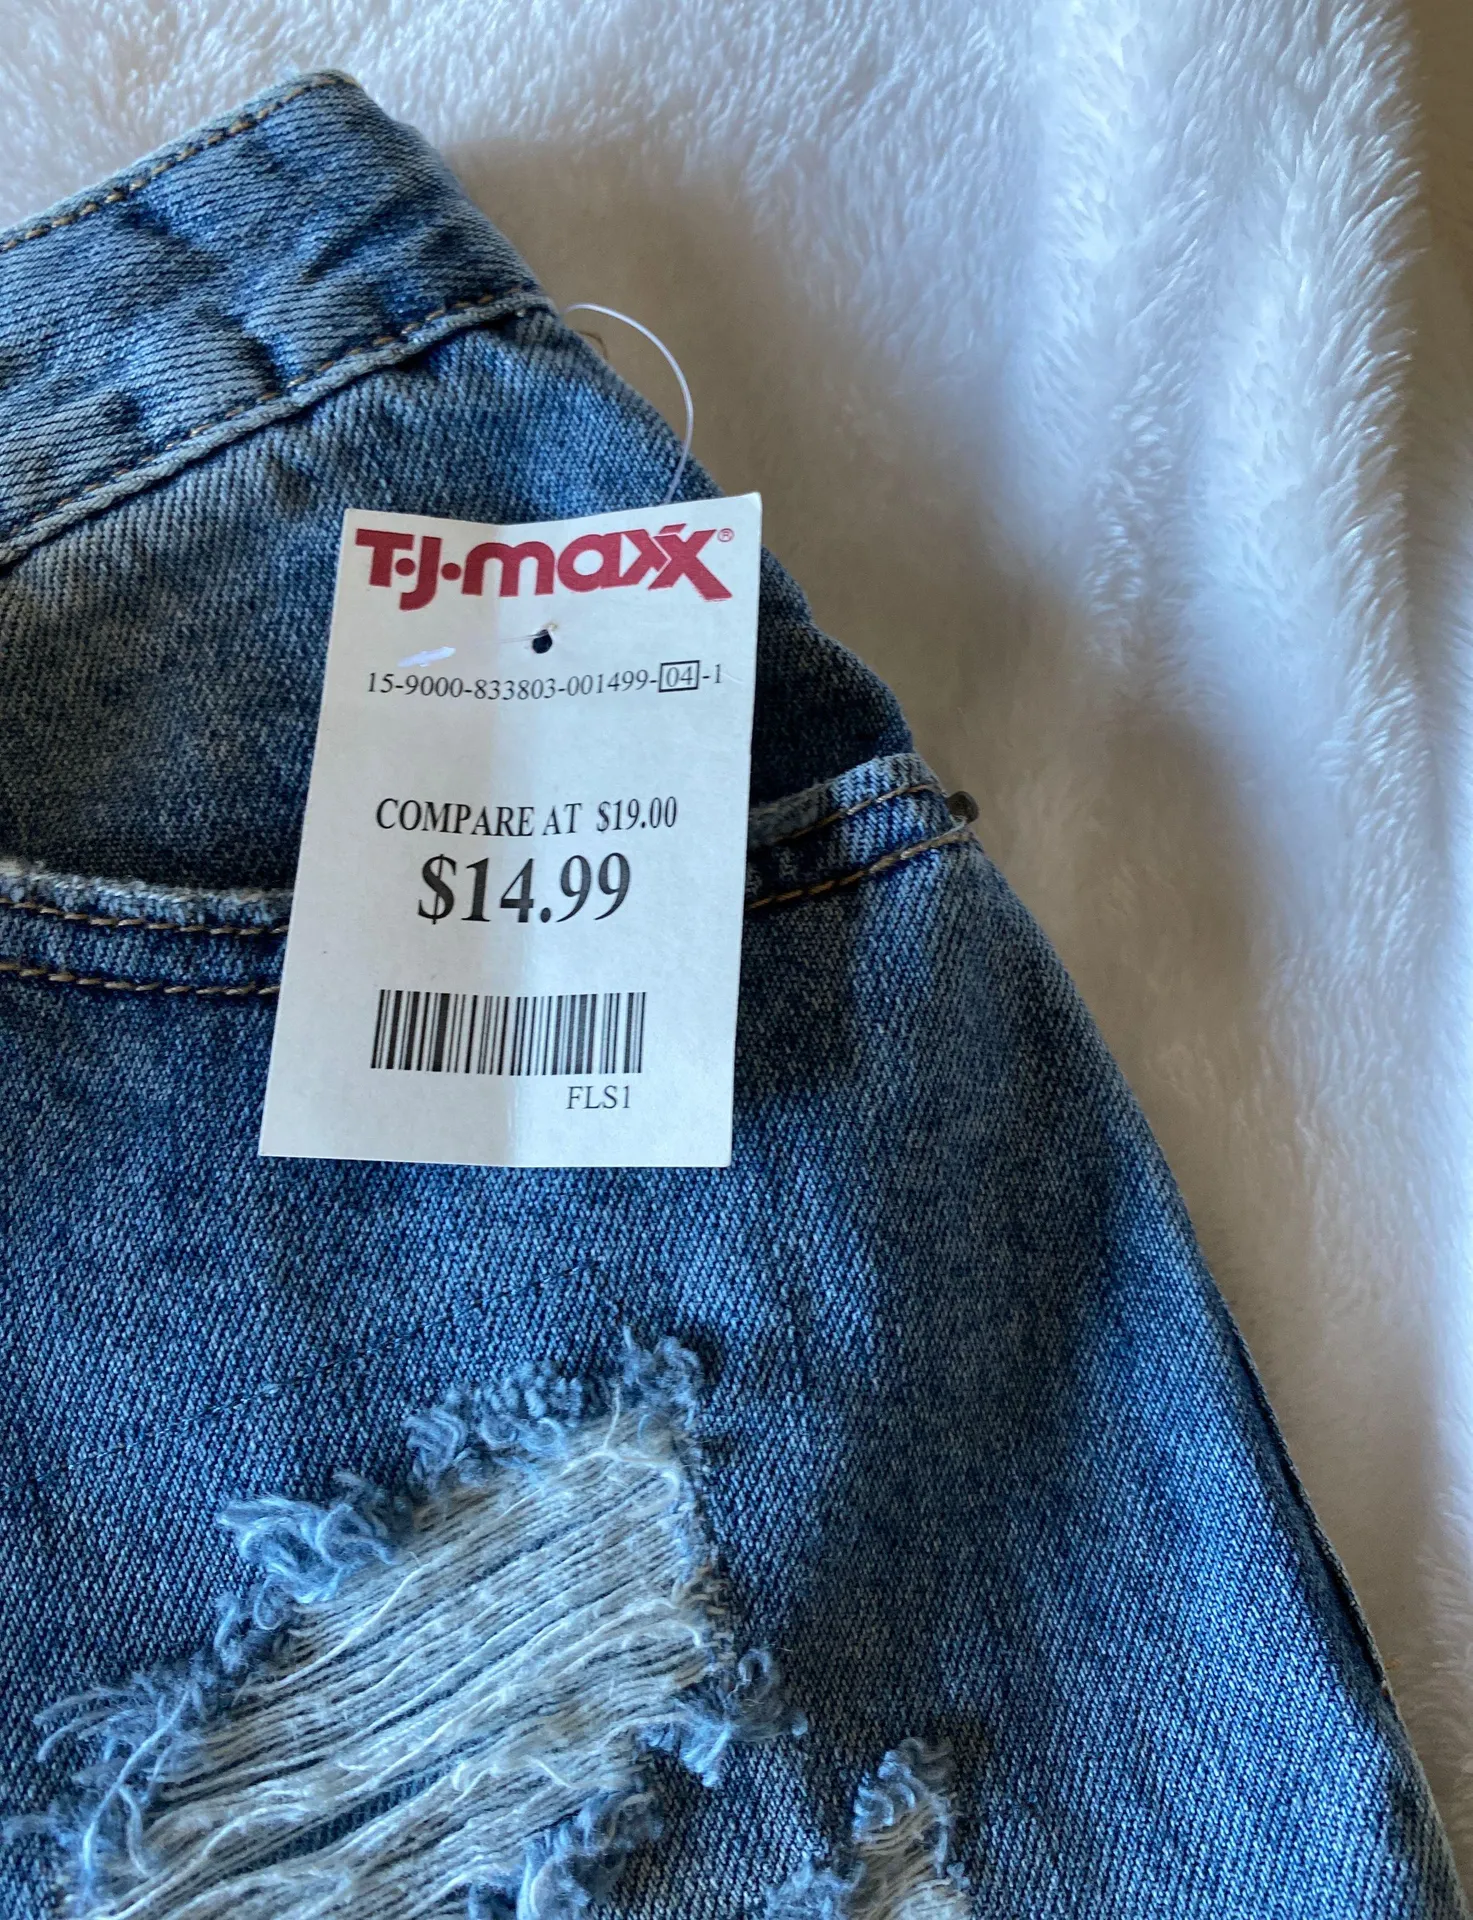 T.J.maxx®
15-9000-833803-001499-04-1
COMPARE AT $19.00
$14.99
FLS1